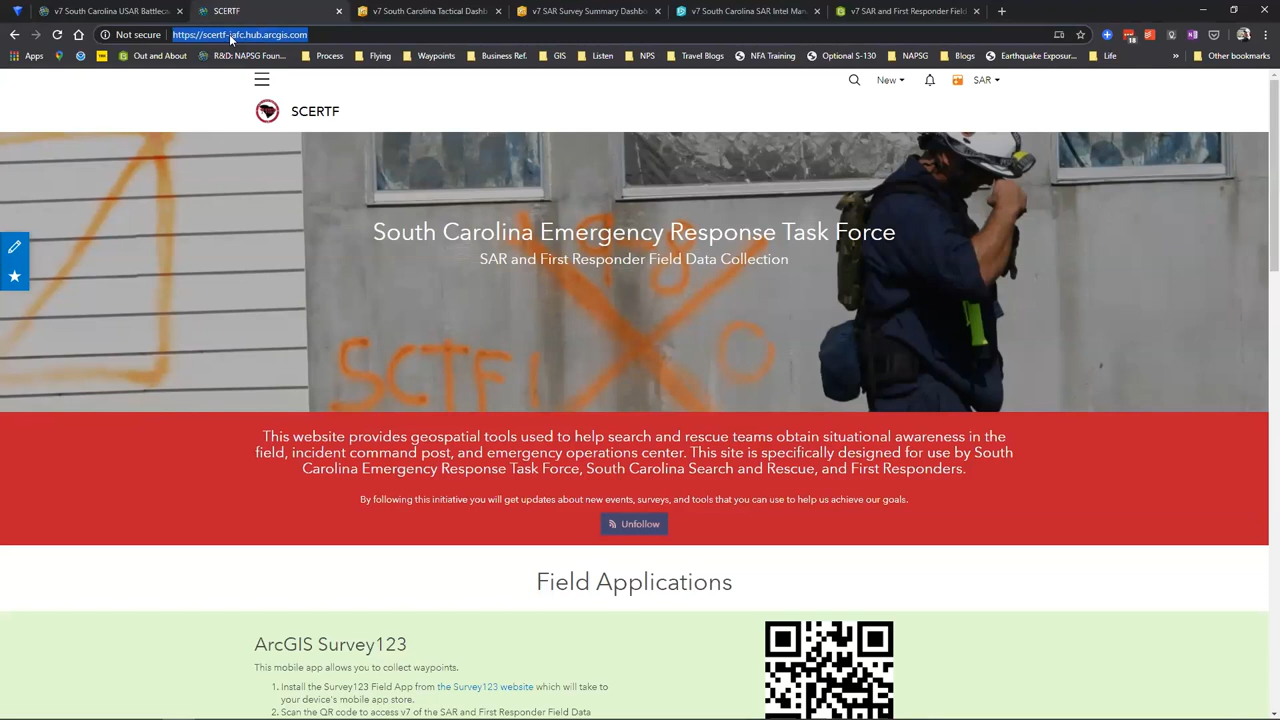 v7 South Carolina USAR Battlec
SCERTF
v7 South Carolina Tactical Dashb
v7 SAR Survey Summary Dashbo
v7 South Carolina SAR Intel Man
v7 SAR and First Responder Field
Not secure
https://scertf-iafc.hub.arcgis.com
Apps
Out and About
R&D: NAPSG Foun...
Process
Flying
Waypoints
Business Ref.
GIS
Listen
NPS
Travel Maps
NFA Training
Optional S-130
NAPSG
Blogs
Earthquake Exposur...
Life
»
Other bookmarks
New
SAR
SCERTF
South Carolina Emergency Response Task Force
SAR and First Responder Field Data Collection
SCTF1
This website provides geospatial tools used to help search and rescue teams obtain situational awareness in the
field, incident command post, and emergency operations center. This site is specifically designed for use by South
Carolina Emergency Response Task Force, South Carolina Search and Rescue, and First Responders.
By following this initiative you will get updates about new events, surveys, and tools that you can use to help us achieve our goals.
Unfollow
Field Applications
ArcGIS Survey123
This mobile app allows you to collect waypoints.
1. Install the Survey123 Field App from the Survey123 website which will take to
your device's mobile app store.
2. Scan the QR code to access v7 of the SAR and First Responder Field Data